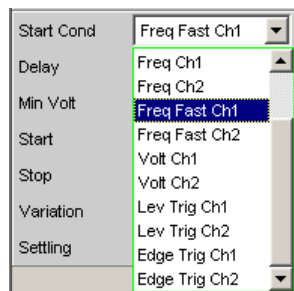 Start Cond
Freq Fast Ch1
Delay
Freq Ch1
Freq Ch2
Min Volt
Freq Fast Ch1
Start
Freq Fast Ch2
Volt Ch1
Stop
Volt Ch2
Variation
Lev Trig Ch1
Lev Trig Ch2
Settling
Edge Trig Ch1
Edge Trig Ch2